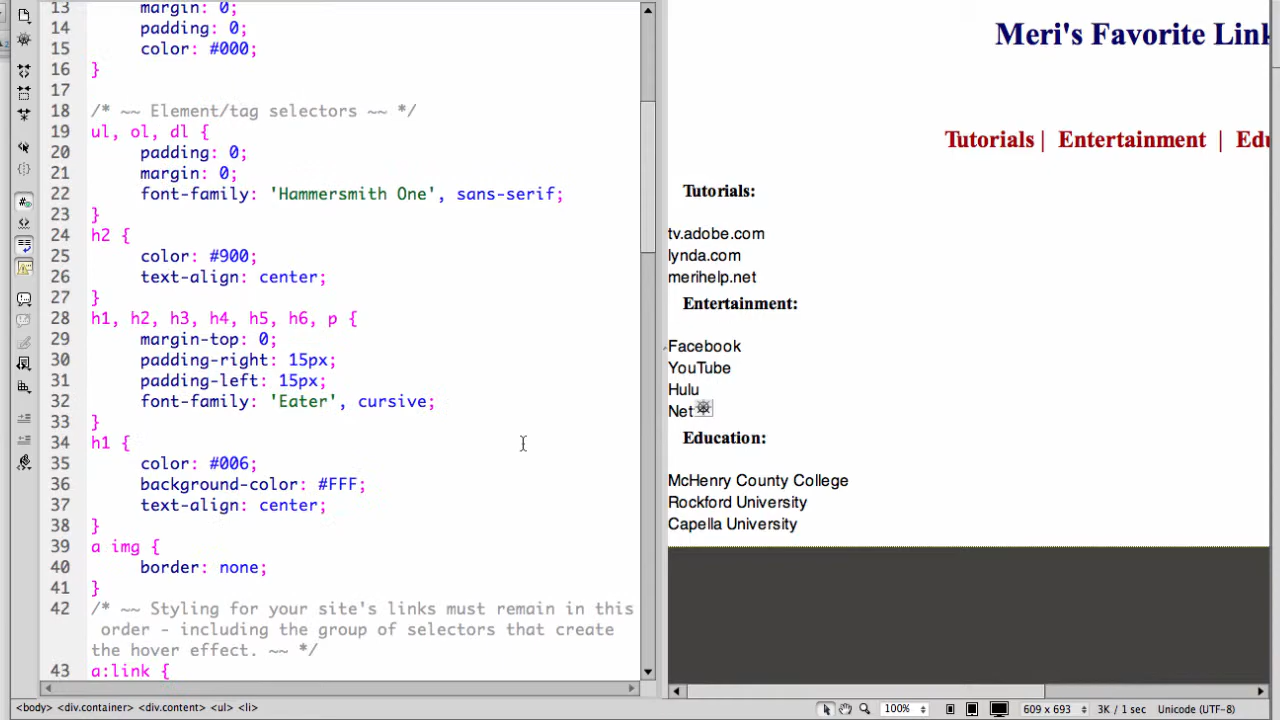 13 margin: 0;
14 padding: 0;
15 color: #000;
16 }
17
18 /* ~~ Element/tag selectors ~~ */
19 ul, ol, dl {
20 padding: 0;
21 margin: 0;
22 font-family: 'Hammersmith One', sans-serif;
23 }
24 h2 {
25 color: #900;
26 text-align: center;
27 }
28 h1, h2, h3, h4, h5, h6, p {
29 margin-top: 0;
30 padding-right: 15px;
31 padding-left: 15px;
32 font-family: 'Eater', cursive;
33 }
34 h1 {
35 color: #006;
36 background-color: #FFF;
37 text-align: center;
38 }
39 a img {
40 border: none;
41 }
42 /* ~~ Styling for your site's links must remain in this
order - including the group of selectors that create
the hover effect. ~~ */
43 a:link {
Meri's Favorite Link
Tutorials | Entertainment | Edu
Tutorials:
tv.adobe.com
lynda.com
merihelp.net
Entertainment:
Facebook
YouTube
Hulu
Net
Education:
McHenry County College
Rockford University
Capella University
<body> <div.container> <div.content> <ul> <li>
100% 609 x 693 3K / 1 sec Unicode (UTF-8)